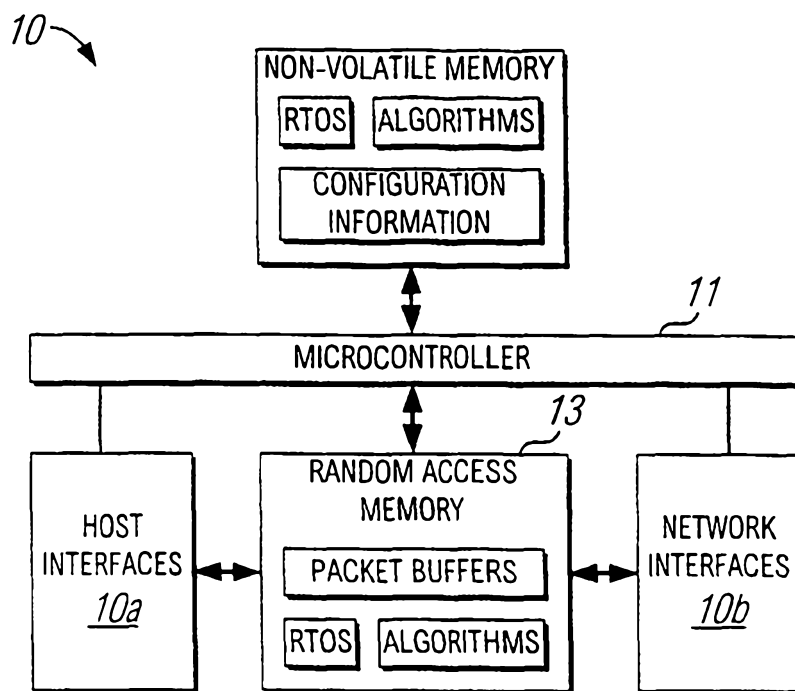 10
NON-VOLATILE MEMORY
RTOS
ALGORITHMS
CONFIGURATION
INFORMATION
11
MICROCONTROLLER
13
HOST
INTERFACES
10a
RANDOM ACCESS
MEMORY
PACKET BUFFERS
RTOS
ALGORITHMS
NETWORK
INTERFACES
10b